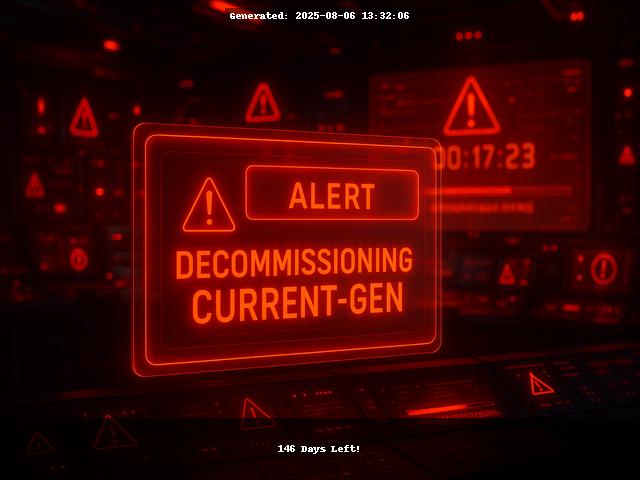 Generated: 2025-08-06 13:32:06
00:17:23
ALERT
DECOMMISSIONING
CURRENT-GEN
146 Days Left!